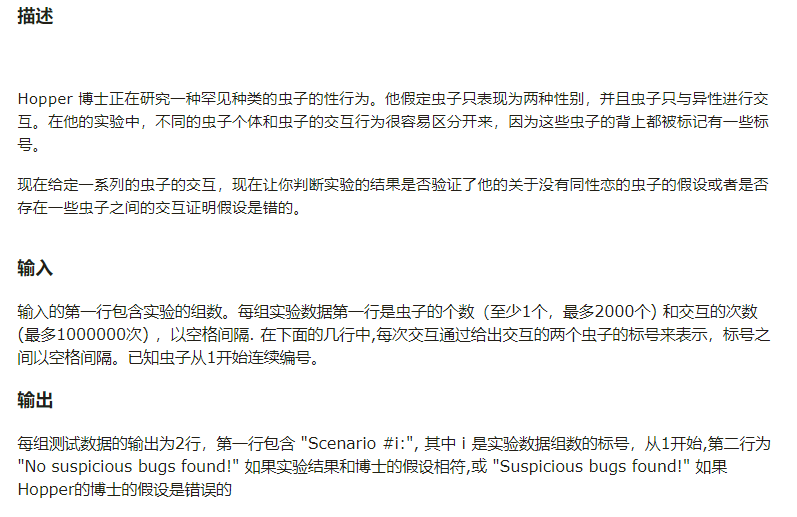 描述
Hopper 博士正在研究一种罕见种类的虫子的性行为。他假定虫子只表现为两种性别，并且虫子只与异性进行交
互。在他的实验中，不同的虫子个体和虫子的交互行为很容易区分开来，因为这些虫子的背上都被标记有一些标
号。
现在给定一系列的虫子的交互，现在让你判断实验的结果是否验证了他的关于没有同性恋的虫子的假设或者是否
存在一些虫子之间的交互证明假设是错的。
输入
输入的第一行包含实验的组数。每组实验数据第一行是虫子的个数（至少1个，最多2000个) 和交互的次数
(最多1000000次) ，以空格间隔. 在下面的几行中,每次交互通过给出交互的两个虫子的标号来表示，标号之
间以空格间隔。已知虫子从1开始连续编号。
输出
每组测试数据的输出为2行，第一行包含 "Scenario #i:", 其中 i 是实验数据组数的标号，从1开始,第二行为
"No suspicious bugs found!" 如果实验结果和博士的假设相符,或 "Suspicious bugs found!" 如果
Hopper的博士的假设是错误的